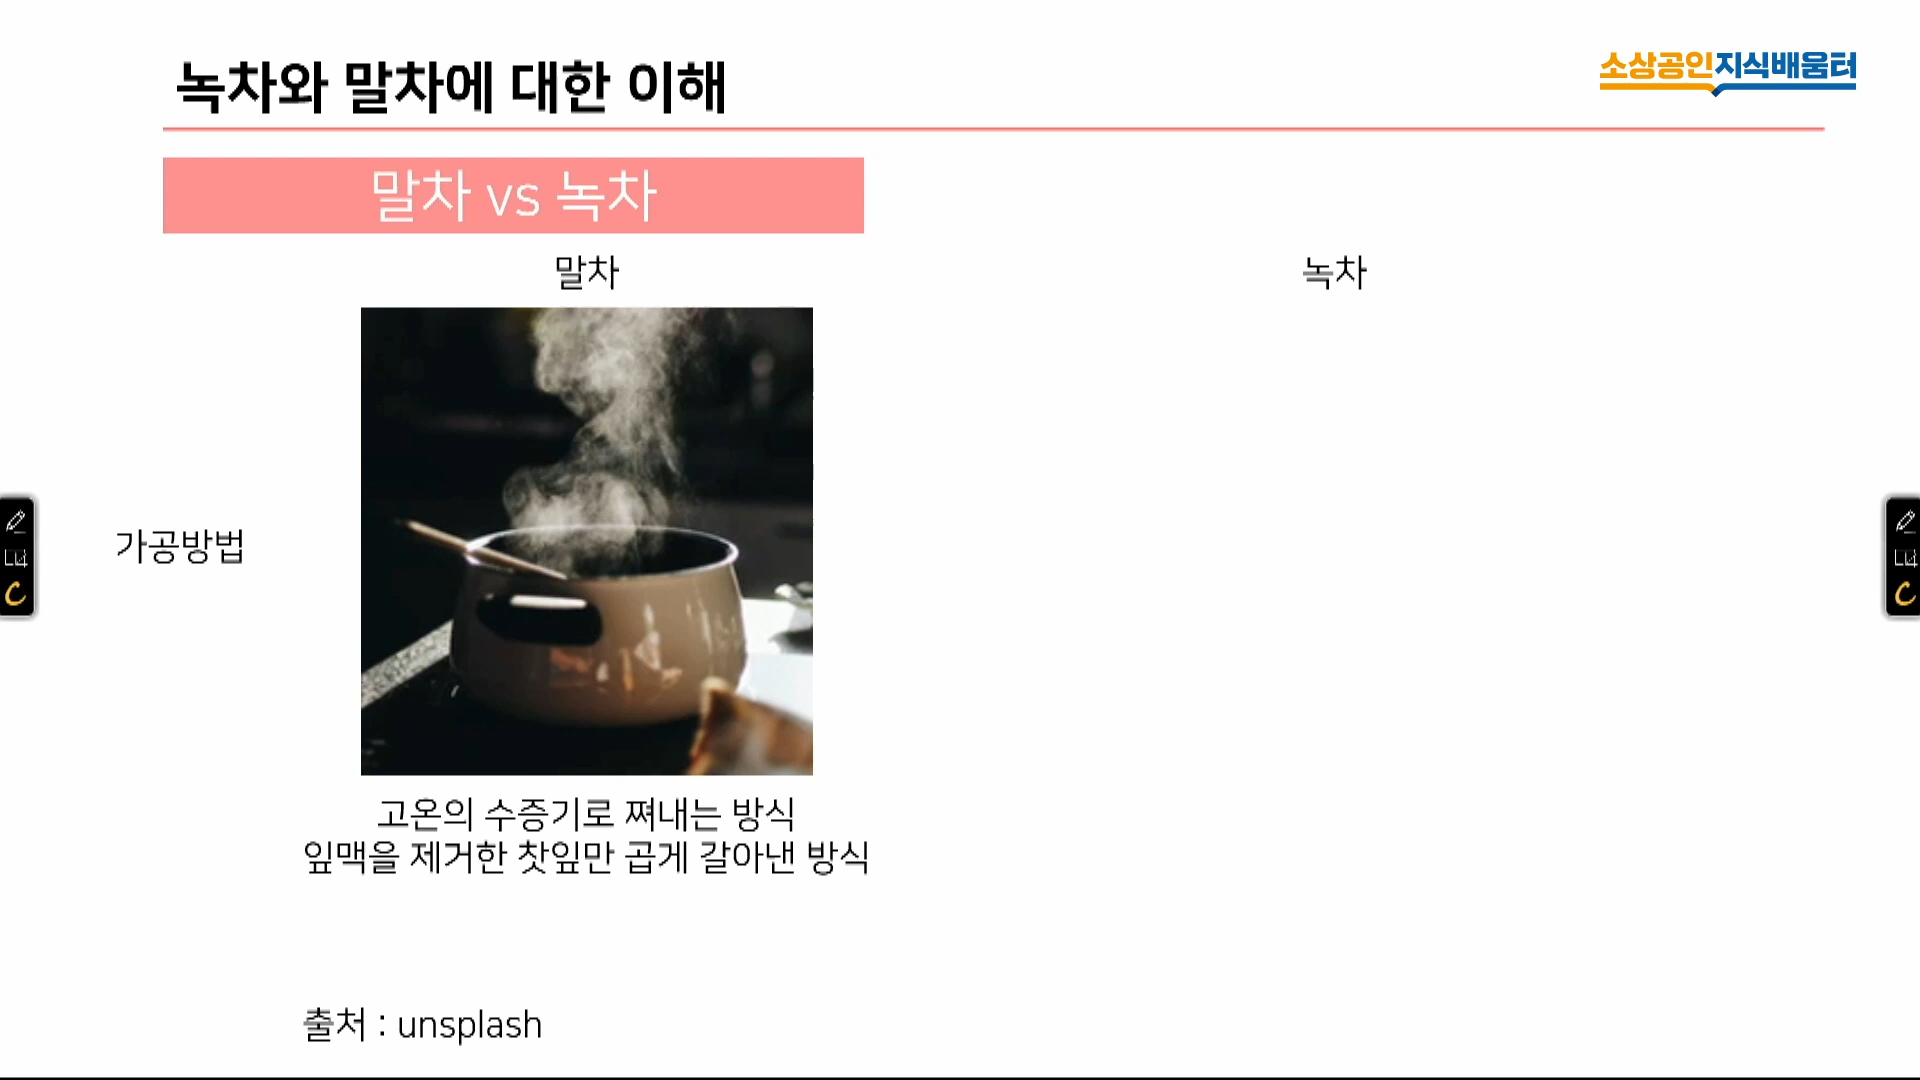 녹차와 말차에 대한 이해
소상공인지식배움터
말차 vs 녹차
말차
녹차
가공방법
고온의 수증기로 쪄내는 방식
잎맥을 제거한 찻잎만 곱게 갈아낸 방식
출처 : unsplash